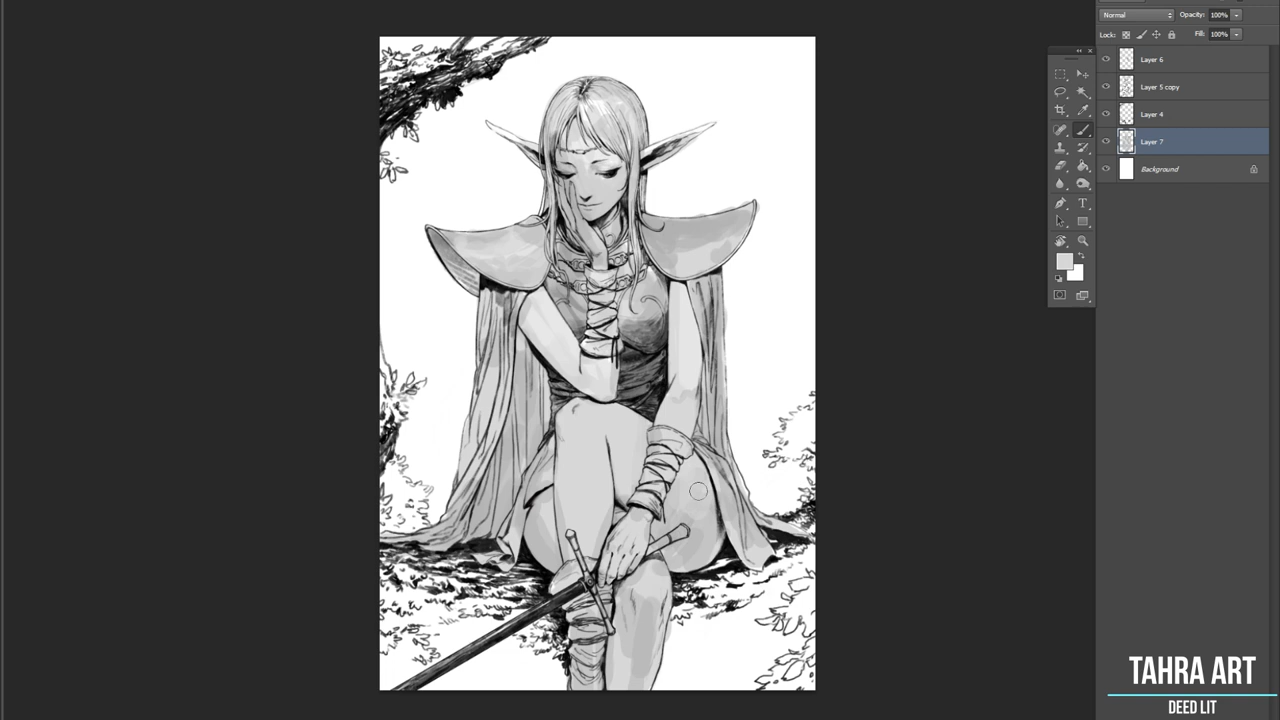 Normal Opacity: 100%
Lock: Fill: 100%
Layer 6
Layer 5 copy
Layer 4
Layer 7
Background
TAHRA ART
DEED LIT